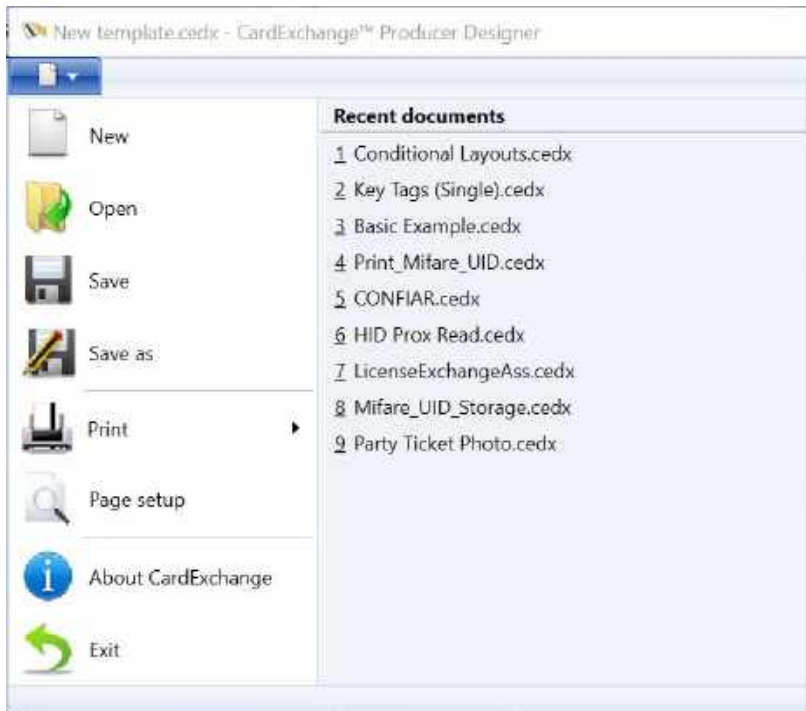 New template.cedx - CardExchange™ Producer Designer
New
Open
Save
Save as
Print
Page setup
About CardExchange
Exit
Recent documents
1 Conditional Layouts.cedx
2 Key Tags (Single).cedx
3 Basic Example.cedx
4 Print_Mifare_UID.cedx
5 CONFIAR.cedx
6 HID Prox Read.cedx
7 LicenseExchangeAss.cedx
8 Mifare_UID_Storage.cedx
9 Party Ticket Photo.cedx